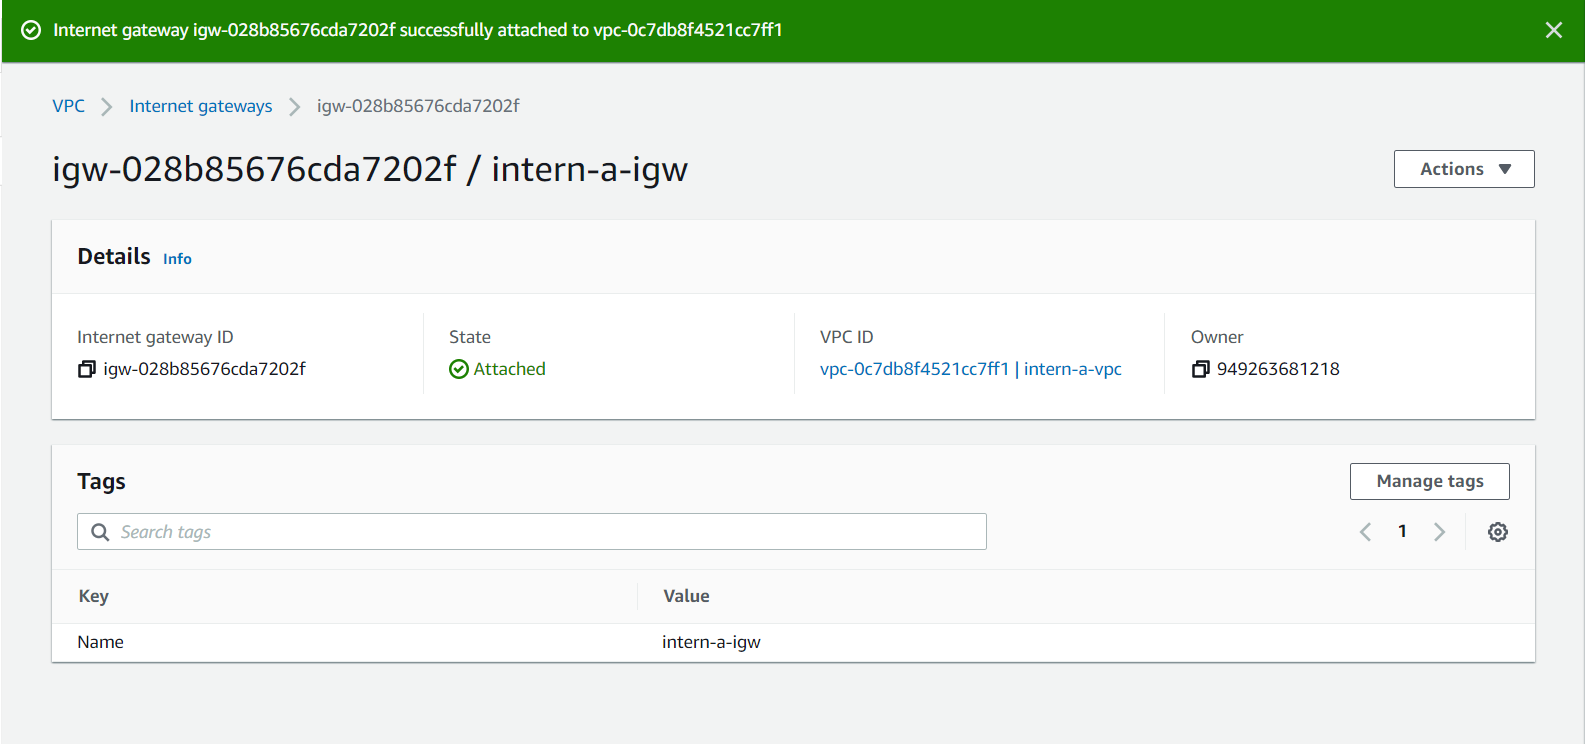 Internet gateway igw-028b85676cda7202f successfully attached to vpc-0c7db8f4521cc7ff1
VPC
Internet gateways
igw-028b85676cda7202f
igw-028b85676cda7202f / intern-a-igw
Actions
Details Info
Internet gateway ID
igw-028b85676cda7202f
State
Attached
VPC ID
vpc-0c7db8f4521cc7ff1 | intern-a-vpc
Owner
949263681218
Tags
Manage tags
Search tags
1
Key
Value
Name
intern-a-igw